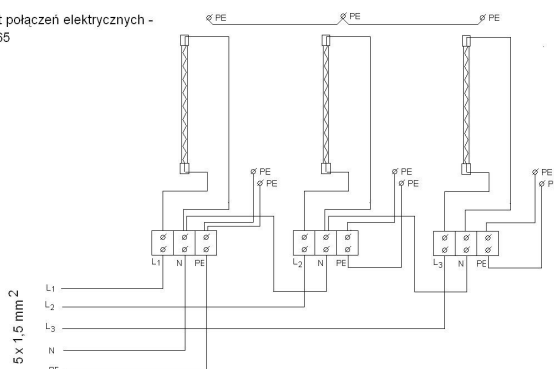 połączeń elektrycznych -
65
PE PE PE
PE PE PE
PE PE
L1 N PE L2 N PE L3 N PE
L1
L2
L3
N
5 x 1,5 mm2